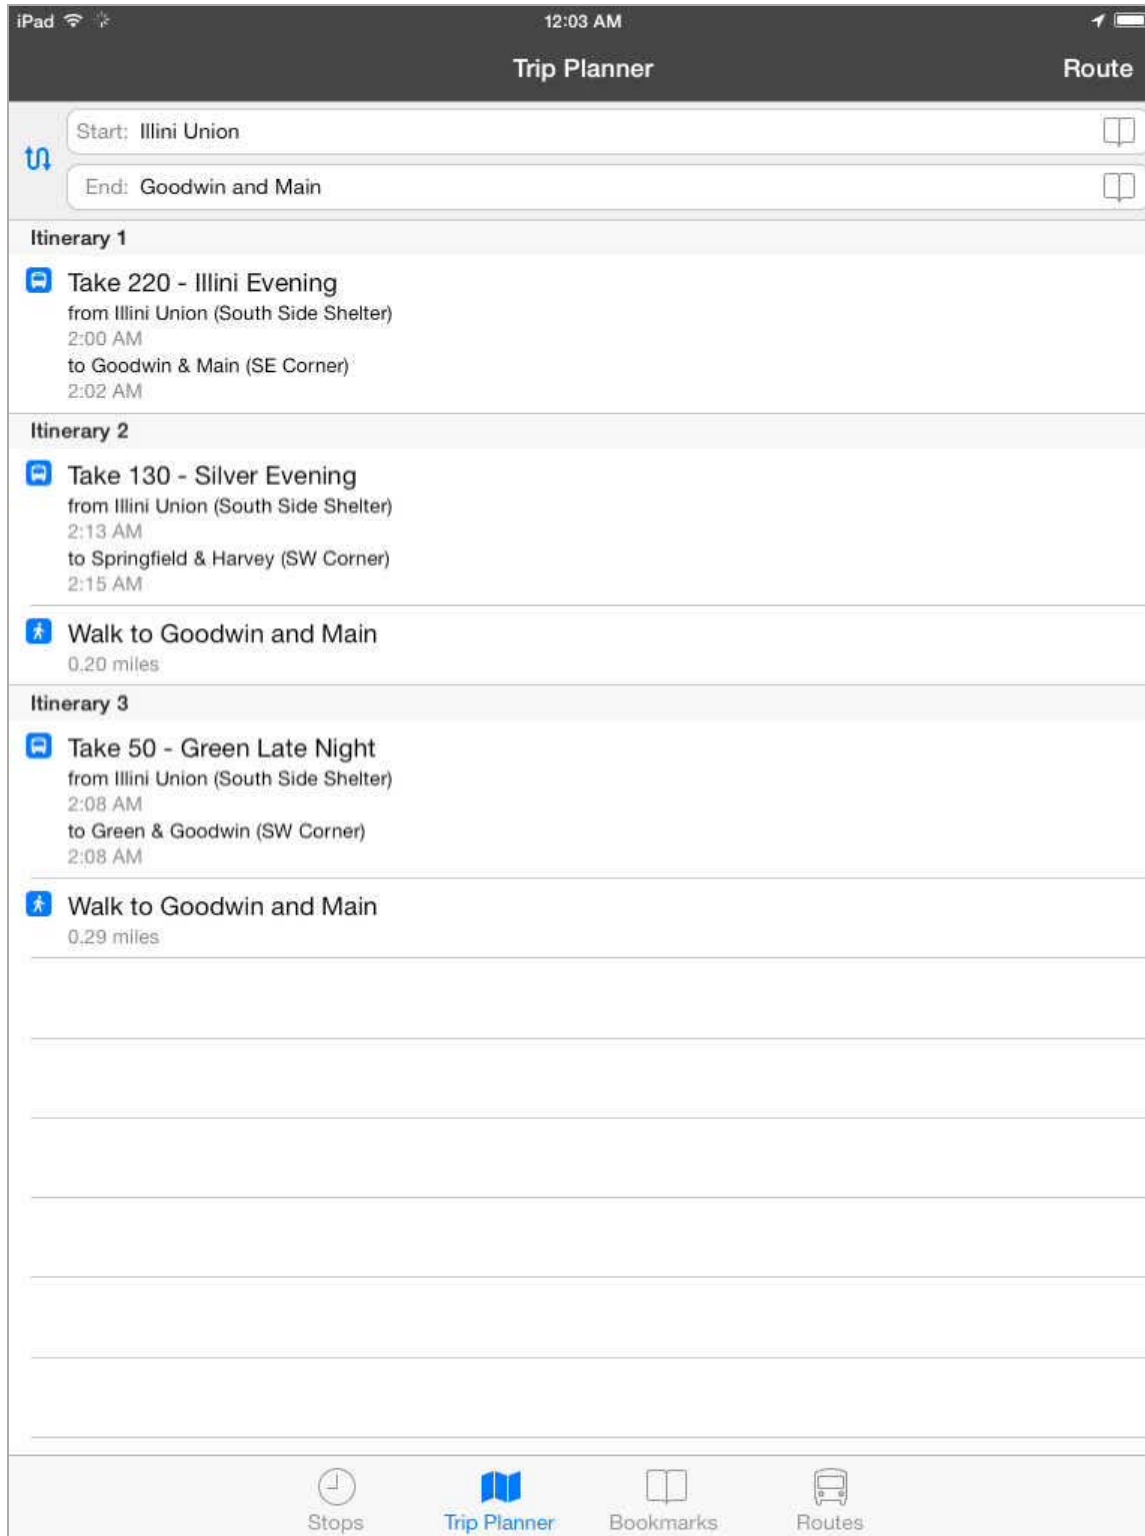 iPad 12:03 AM
Trip Planner Route
Start: Illini Union
End: Goodwin and Main
Itinerary 1
Take 220 - Illini Evening
from Illini Union (South Side Shelter)
2:00 AM
to Goodwin & Main (SE Corner)
2:02 AM
Itinerary 2
Take 130 - Silver Evening
from Illini Union (South Side Shelter)
2:13 AM
to Springfield & Harvey (SW Corner)
2:15 AM
Walk to Goodwin and Main
0.20 miles
Itinerary 3
Take 50 - Green Late Night
from Illini Union (South Side Shelter)
2:08 AM
to Green & Goodwin (SW Corner)
2:08 AM
Walk to Goodwin and Main
0.29 miles
Stops Trip Planner Bookmarks Routes